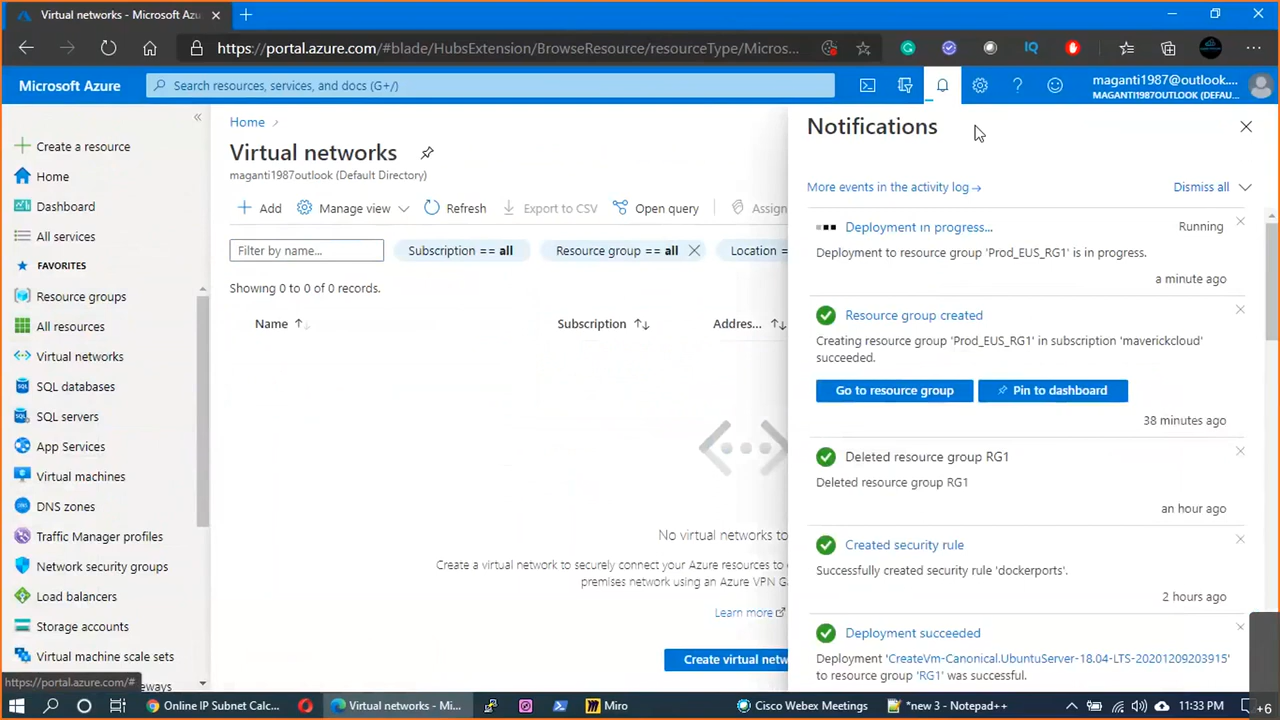 Virtual networks - Microsoft Azu
https://portal.azure.com/#blade/HubsExtension/BrowseResource/resourceType/Micros...
IQ
Microsoft Azure
Search resources, services, and docs (G+/)
maganti1987@outlook....
MAGANTI1987OUTLOOK (DEFAU...
Create a resource
Home
Dashboard
All services
FAVORITES
Resource groups
All resources
Virtual networks
SQL databases
SQL servers
App Services
Virtual machines
DNS zones
Traffic Manager profiles
Network security groups
Load balancers
Storage accounts
Virtual machine scale sets
https://portal.azure.com/#
Home
Virtual networks
maganti1987outlook (Default Directory)
Add
Manage view
Refresh
Export to CSV
Open query
Assign
Filter by name...
Subscription == all
Resource group == all
Location =
Showing 0 to 0 of 0 records.
Name
Subscription
Addres...
No virtual networks to
Create a virtual network to securely connect your Azure resources to
premises network using an Azure VPN G
Learn more
Create virtual netw
Notifications
More events in the activity log
Dismiss all
Deployment in progress...
Running
Deployment to resource group 'Prod_EUS_RG1' is in progress.
a minute ago
Resource group created
Creating resource group 'Prod_EUS_RG1' in subscription 'maverickcloud'
succeeded.
Go to resource group
Pin to dashboard
38 minutes ago
Deleted resource group RG1
Deleted resource group RG1
an hour ago
Created security rule
Successfully created security rule 'dockerports'.
2 hours ago
Deployment succeeded
Deployment 'CreateVm-Canonical.UbuntuServer-18.04-LTS-20201209203915'
to resource group 'RG1' was successful.
Online IP Subnet Calc...
Virtual networks - Mi...
Miro
Cisco Webex Meetings
*new 3 - Notepad++
11:33 PM
+6